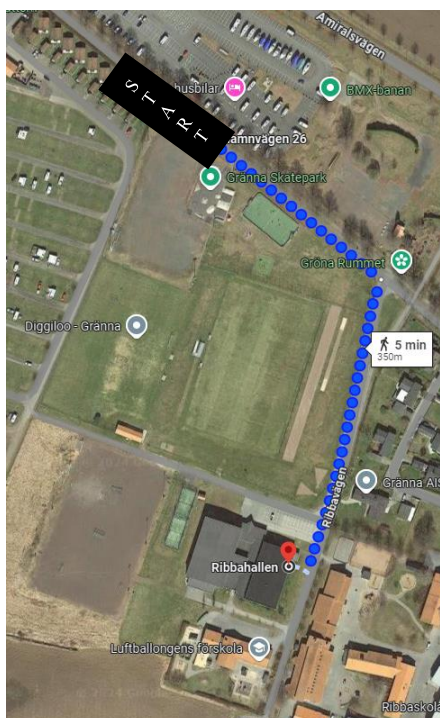 Amiralsvägen
husbilar
BMX-banan
START
amnvägen 26
Gränna Skatepark
Gröna Rummet
Diggiloo - Gränna
5 min
350m
Gränna AIS
Ribbavägen
Ribbahallen
Luftballongens förskola
Ribbaskola